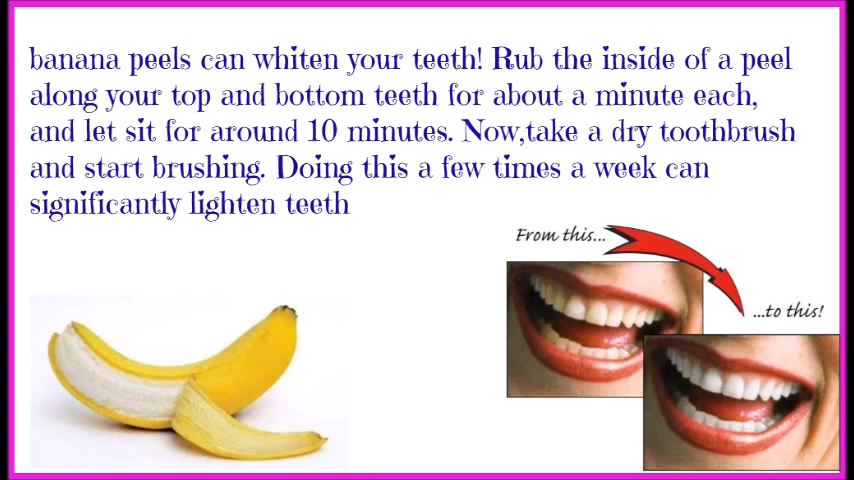 banana peels can whiten your teeth! Rub the inside of a peel
along your top and bottom teeth for about a minute each,
and let sit for around 10 minutes. Now,take a dry toothbrush
and start brushing. Doing this a few times a week can
significantly lighten teeth
From this...
...to this!